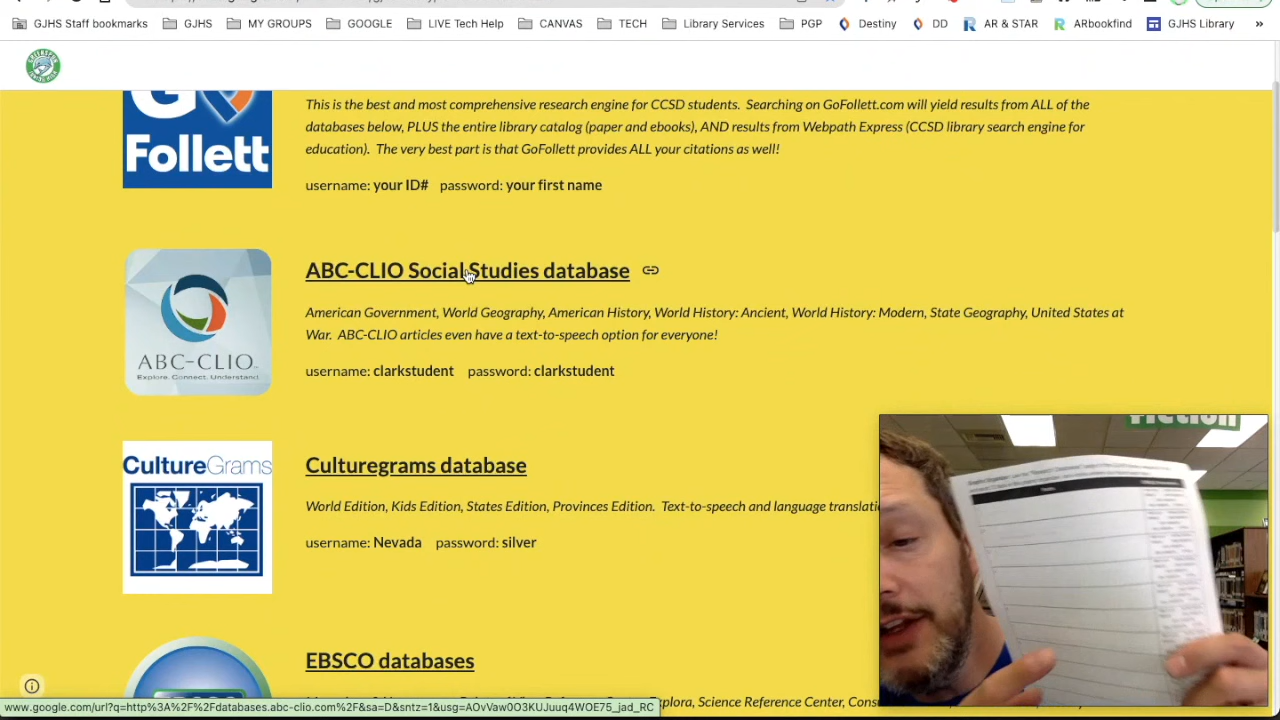 GJHS Staff bookmarks GJHS MY GROUPS GOOGLE LIVE Tech Help CANVAS TECH Library Services PGP Destiny DD AR & STAR ARbookfind GJHS Library »
GO
Follett
This is the best and most comprehensive research engine for CCSD students. Searching on GoFollett.com will yield results from ALL of the
databases below, PLUS the entire library catalog (paper and ebooks), AND results from Webpath Express (CCSD library search engine for
education). The very best part is that GoFollett provides ALL your citations as well!
username: your ID# password: your first name
ABC-CLIO
Explore. Connect. Understand
ABC-CLIO Social Studies database
American Government, World Geography, American History, World History: Ancient, World History: Modern, State Geography, United States at
War. ABC-CLIO articles even have a text-to-speech option for everyone!
username: clarkstudent password: clarkstudent
CultureGrams
Culturegrams database
World Edition, Kids Edition, States Edition, Provinces Edition. Text-to-speech and language
username: Nevada password: silver
fiction
EBSCO databases
Explora, Science Reference Center,
www.google.com/url?q=http%3A%2F%2Fdatabases.abc-clio.com%2F&sa=D&sntz=1&usg=AOvVaw0O3KUJuuq4WOE75_jad_RC